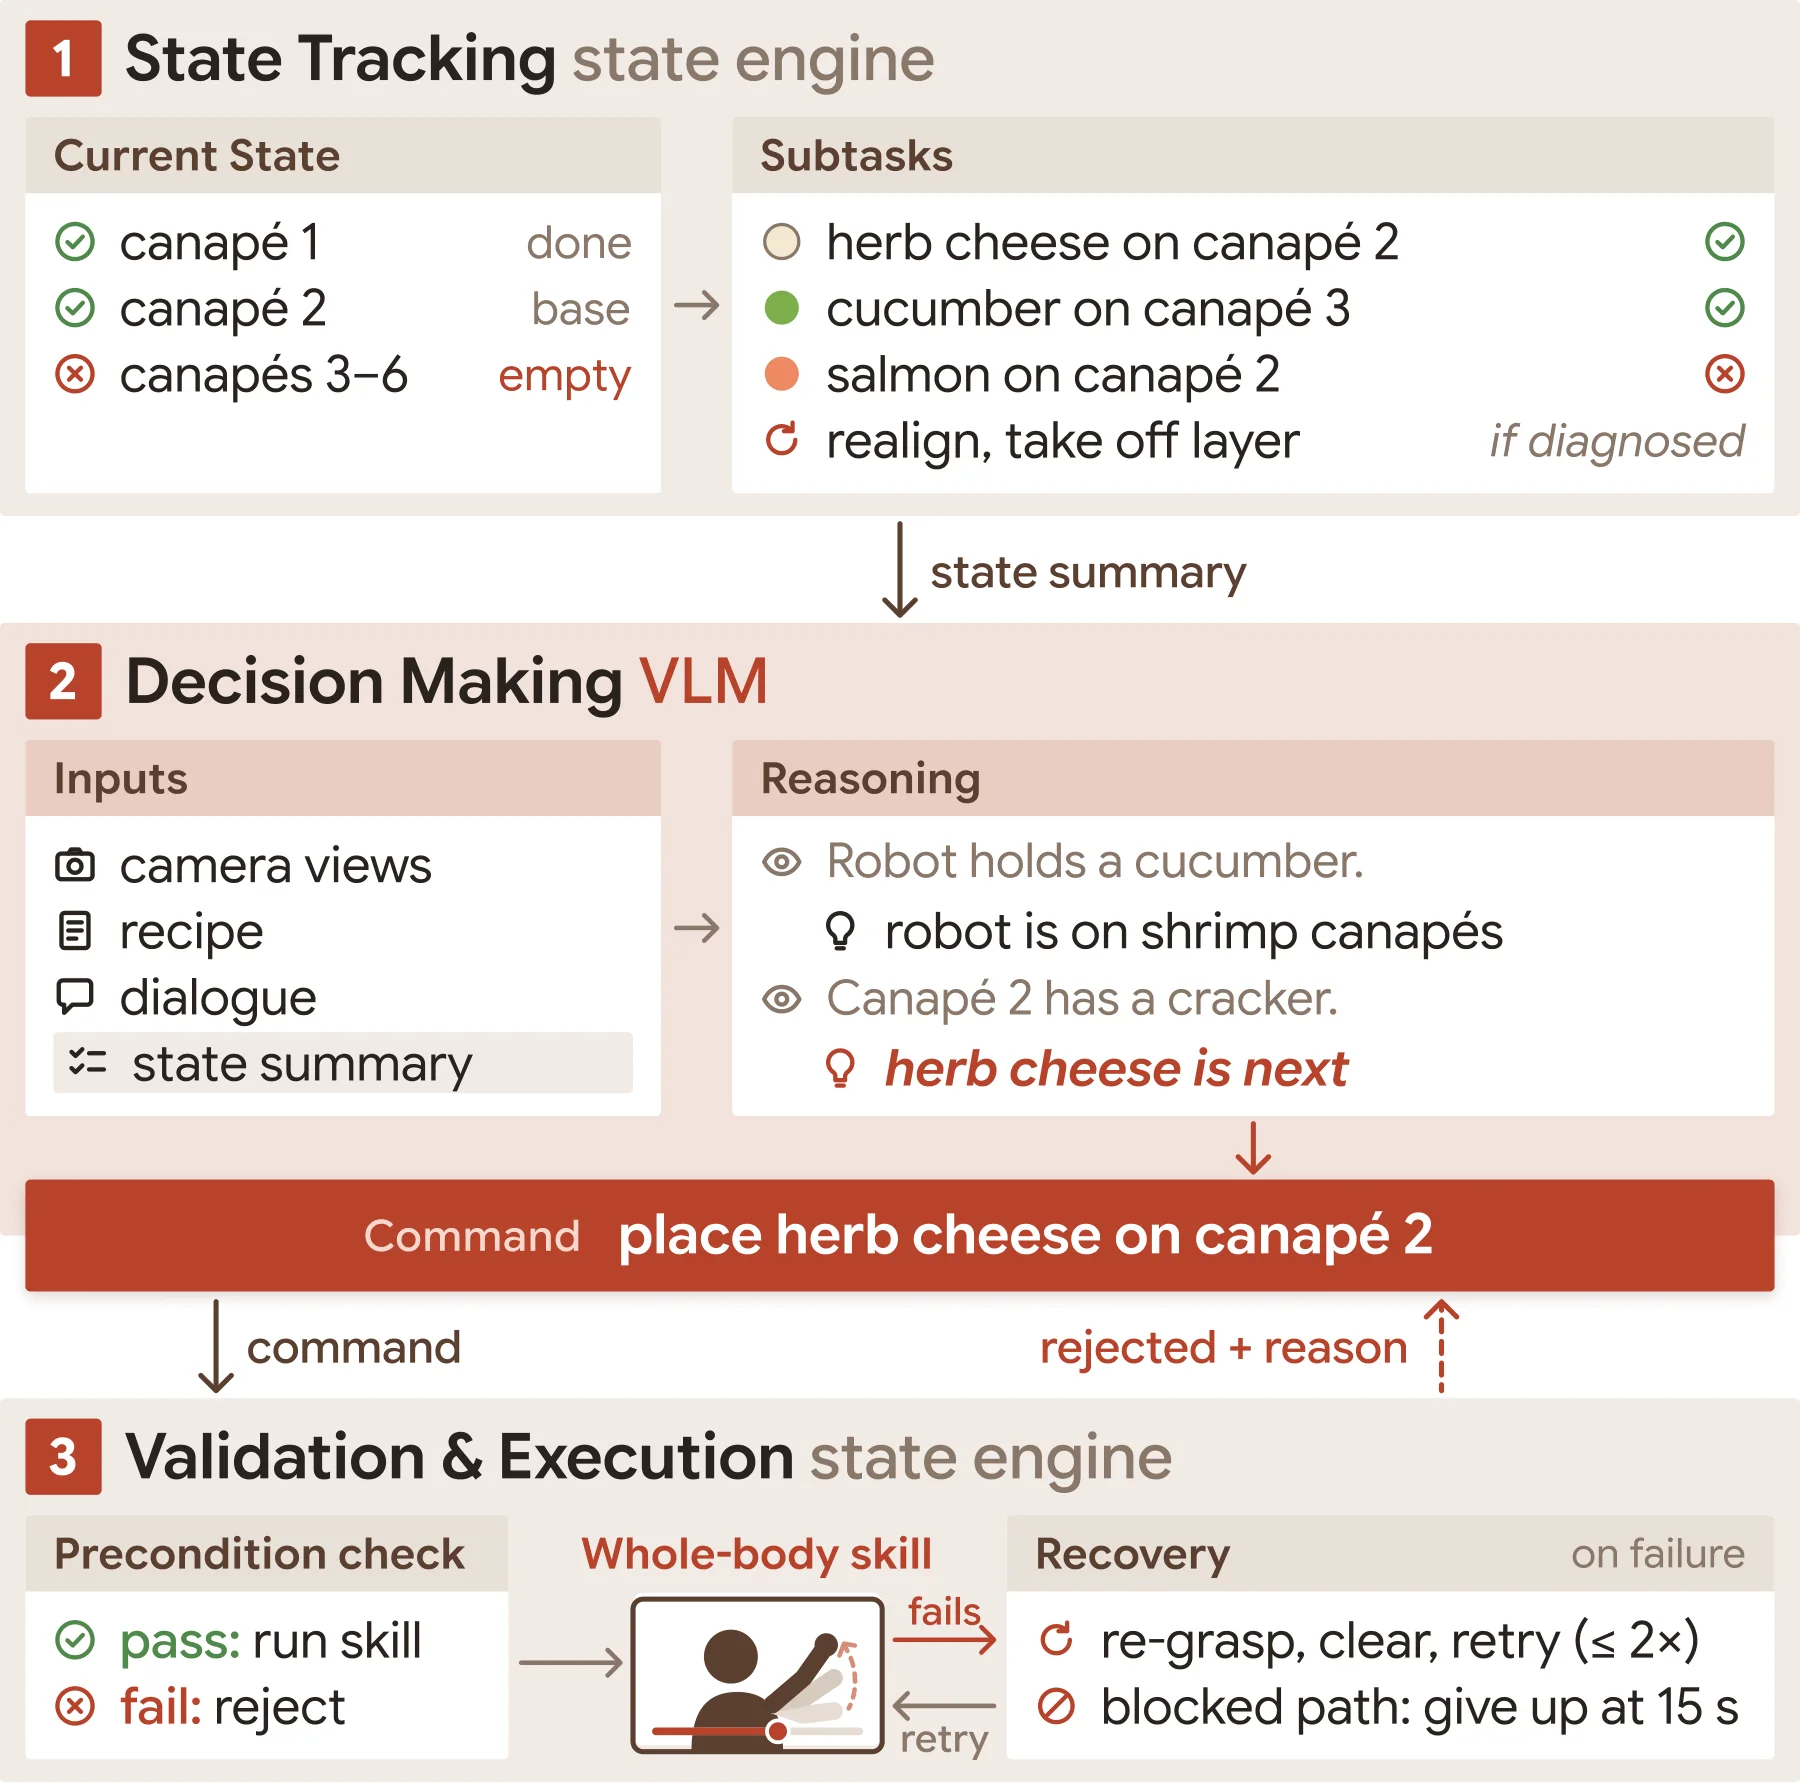 1 State Tracking state engine
Current State
canapé 1 done
canapé 2 base
canapés 3–6 empty
Subtasks
herb cheese on canapé 2
cucumber on canapé 3
salmon on canapé 2
realign, take off layer if diagnosed
state summary
2 Decision Making VLM
Inputs
camera views
recipe
dialogue
state summary
Reasoning
Robot holds a cucumber.
robot is on shrimp canapés
Canapé 2 has a cracker.
herb cheese is next
Command place herb cheese on canapé 2
command
rejected + reason
3 Validation & Execution state engine
Precondition check
pass: run skill
fail: reject
Whole-body skill
fails
retry
Recovery on failure
re-grasp, clear, retry (≤ 2×)
blocked path: give up at 15 s